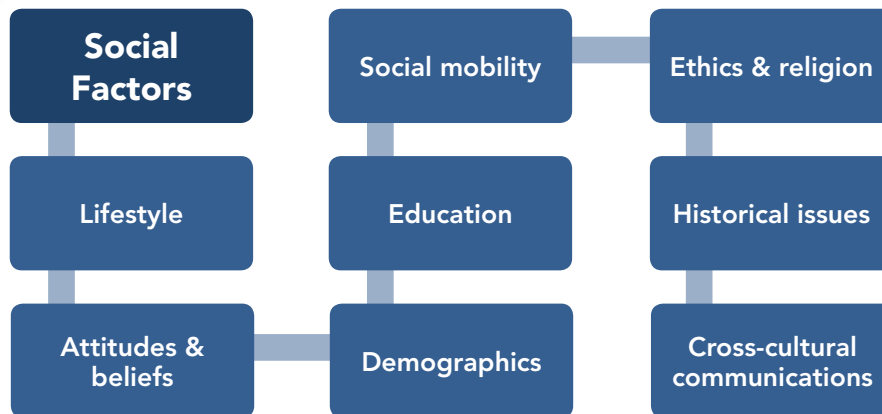 Social
Factors
Lifestyle
Attitudes &
beliefs
Demographics
Education
Social mobility
Ethics & religion
Historical issues
Cross-cultural
communications